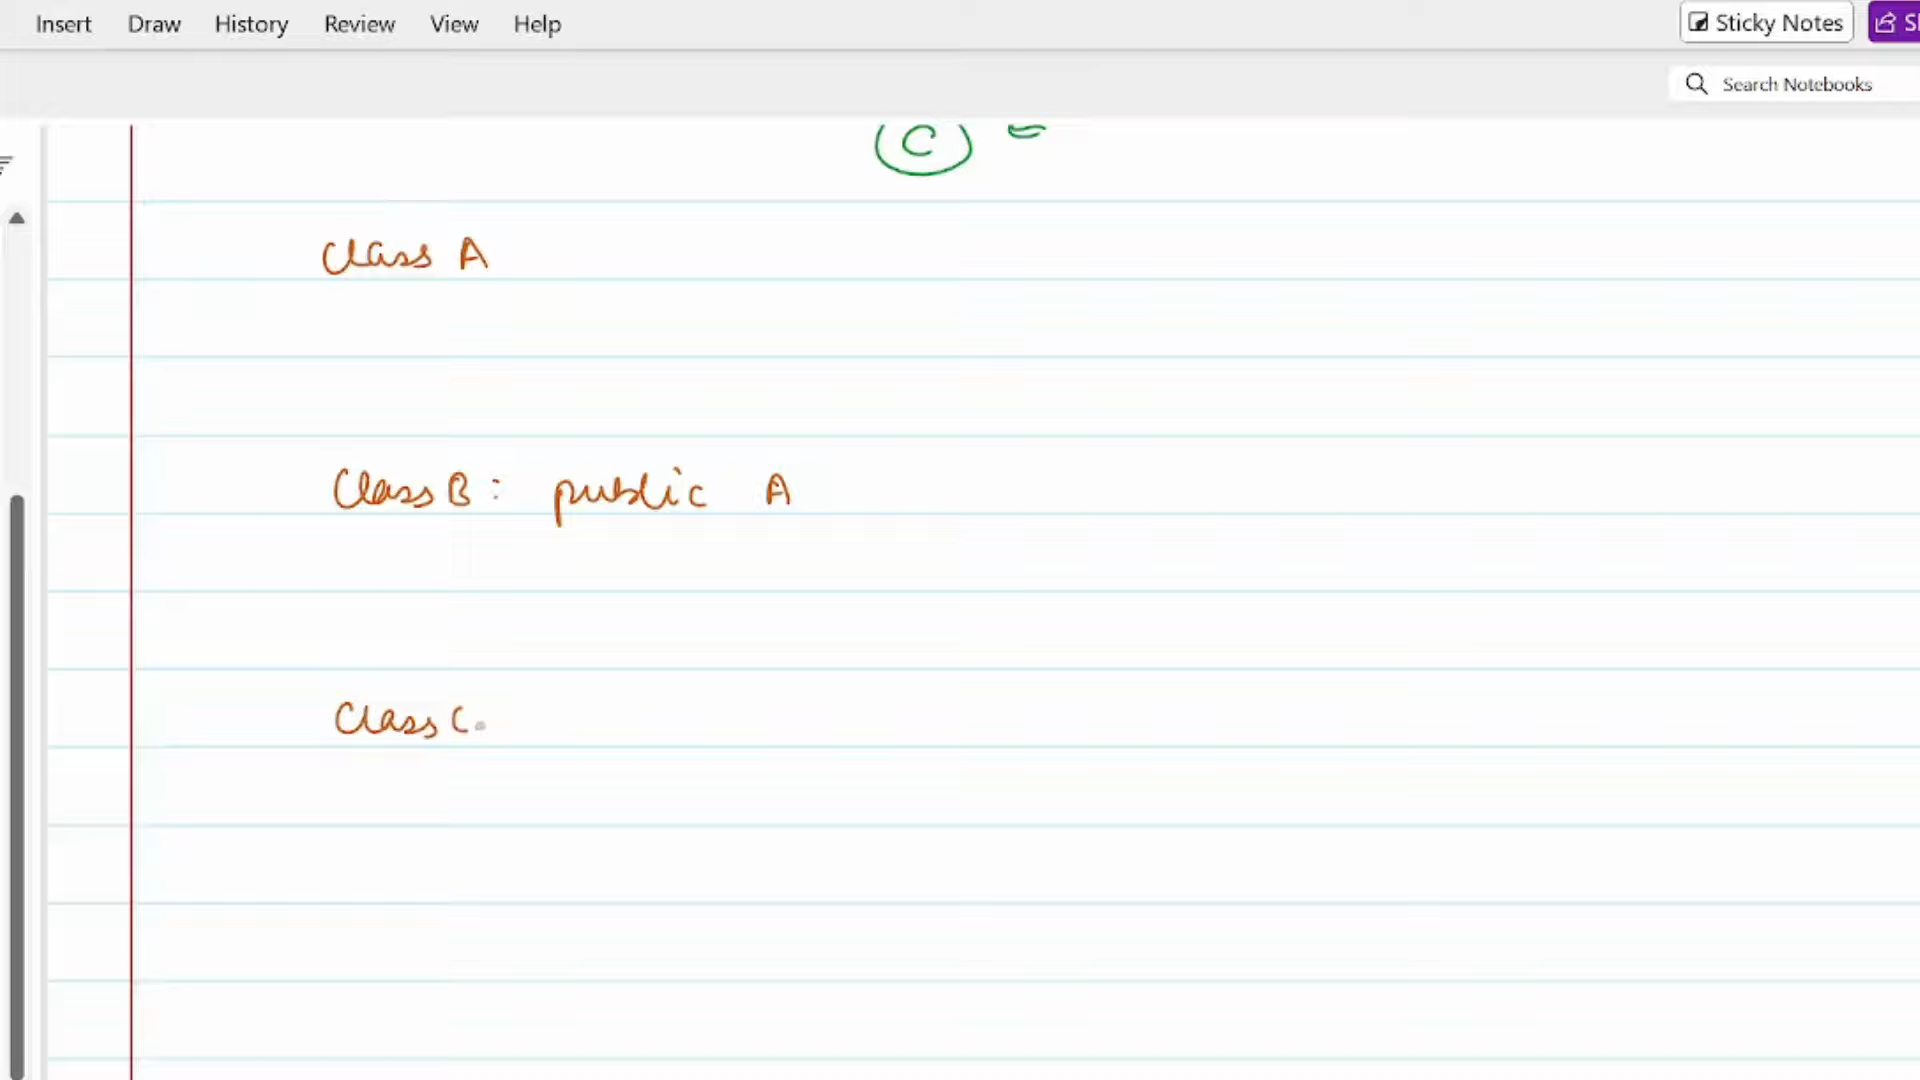 Insert Draw History Review View Help Sticky Notes
Search Notebooks
C
Class A
Class B : public A
Class C